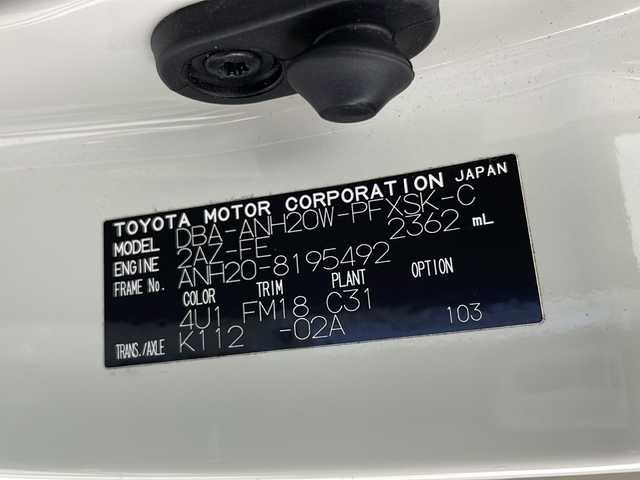 TOYOTA MOTOR CORPORATION JAPAN
MODEL DBA-ANH20W-PFXSK-C
ENGINE 2AZ-FE 2362 mL
FRAME No. ANH20-8195492
COLOR TRIM PLANT OPTION
4U1 FM18 C31
TRANS./AXLE K112 -02A 103